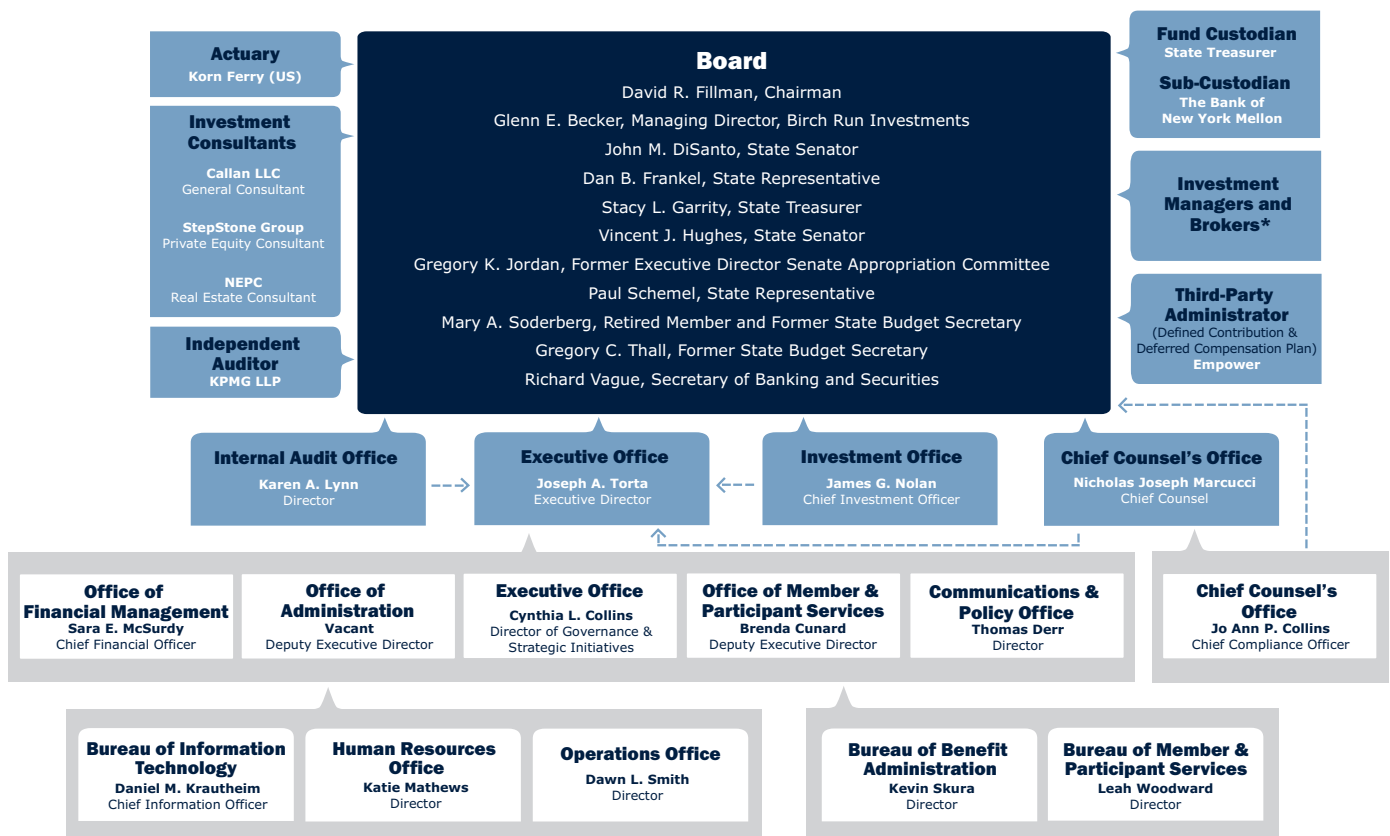 Actuary
Korn Ferry (US)
Investment
Consultants
Callan LLC
General Consultant
StepStone Group
Private Equity Consultant
NEPC
Real Estate Consultant
Independent
Auditor
KPMG LLP
Board
David R. Fillman, Chairman
Glenn E. Becker, Managing Director, Birch Run Investments
John M. DiSanto, State Senator
Dan B. Frankel, State Representative
Stacy L. Garrity, State Treasurer
Vincent J. Hughes, State Senator
Gregory K. Jordan, Former Executive Director Senate Appropriation Committee
Paul Schemel, State Representative
Mary A. Soderberg, Retired Member and Former State Budget Secretary
Gregory C. Thall, Former State Budget Secretary
Richard Vague, Secretary of Banking and Securities
Fund Custodian
State Treasurer
Sub-Custodian
The Bank of
New York Mellon
Investment
Managers and
Brokers*
Third-Party
Administrator
(Defined Contribution &
Deferred Compensation Plan)
Empower
Internal Audit Office
Karen A. Lynn
Director
Executive Office
Joseph A. Torta
Executive Director
Investment Office
James G. Nolan
Chief Investment Officer
Chief Counsel's Office
Nicholas Joseph Marcucci
Chief Counsel
Office of
Financial Management
Sara E. McSurdy
Chief Financial Officer
Office of
Administration
Vacant
Deputy Executive Director
Executive Office
Cynthia L. Collins
Director of Governance &
Strategic Initiatives
Office of Member &
Participant Services
Brenda Cunard
Deputy Executive Director
Communications &
Policy Office
Thomas Derr
Director
Chief Counsel's
Office
Jo Ann P. Collins
Chief Compliance Officer
Bureau of Information
Technology
Daniel M. Krautheim
Chief Information Officer
Human Resources
Office
Katie Mathews
Director
Operations Office
Dawn L. Smith
Director
Bureau of Benefit
Administration
Kevin Skura
Director
Bureau of Member &
Participant Services
Leah Woodward
Director